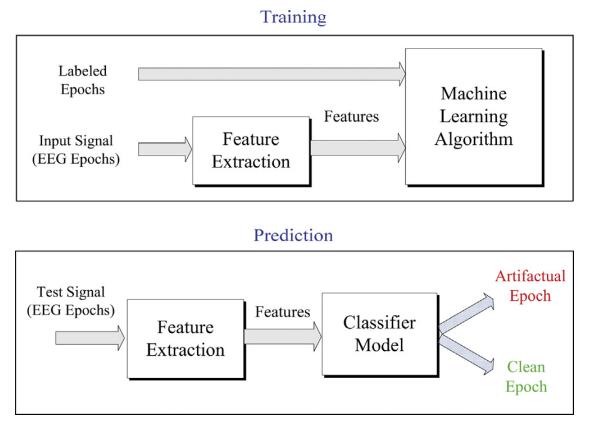 Training
Labeled
Epochs
Input Signal
(EEG Epochs)
Feature
Extraction
Features
Machine
Learning
Algorithm
Prediction
Test Signal
(EEG Epochs)
Feature
Extraction
Features
Classifier
Model
Artifactual
Epoch
Clean
Epoch